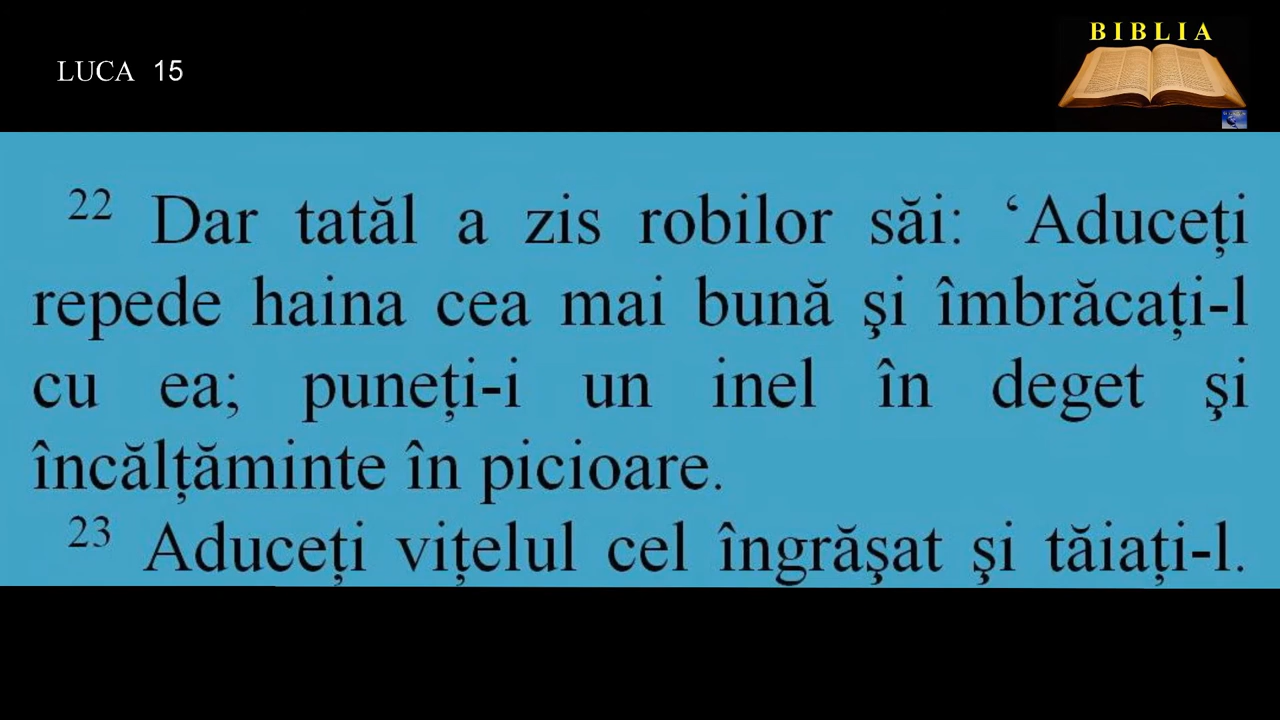 BIBLIA
LUCA 15
22 Dar tatăl a zis robilor săi: ‘Aduceți
repede haina cea mai bună şi îmbrăcați-l
cu ea; puneți-i un inel în deget şi
încălțăminte în picioare.
23 Aduceți vițelul cel îngrăşat şi tăiați-l.